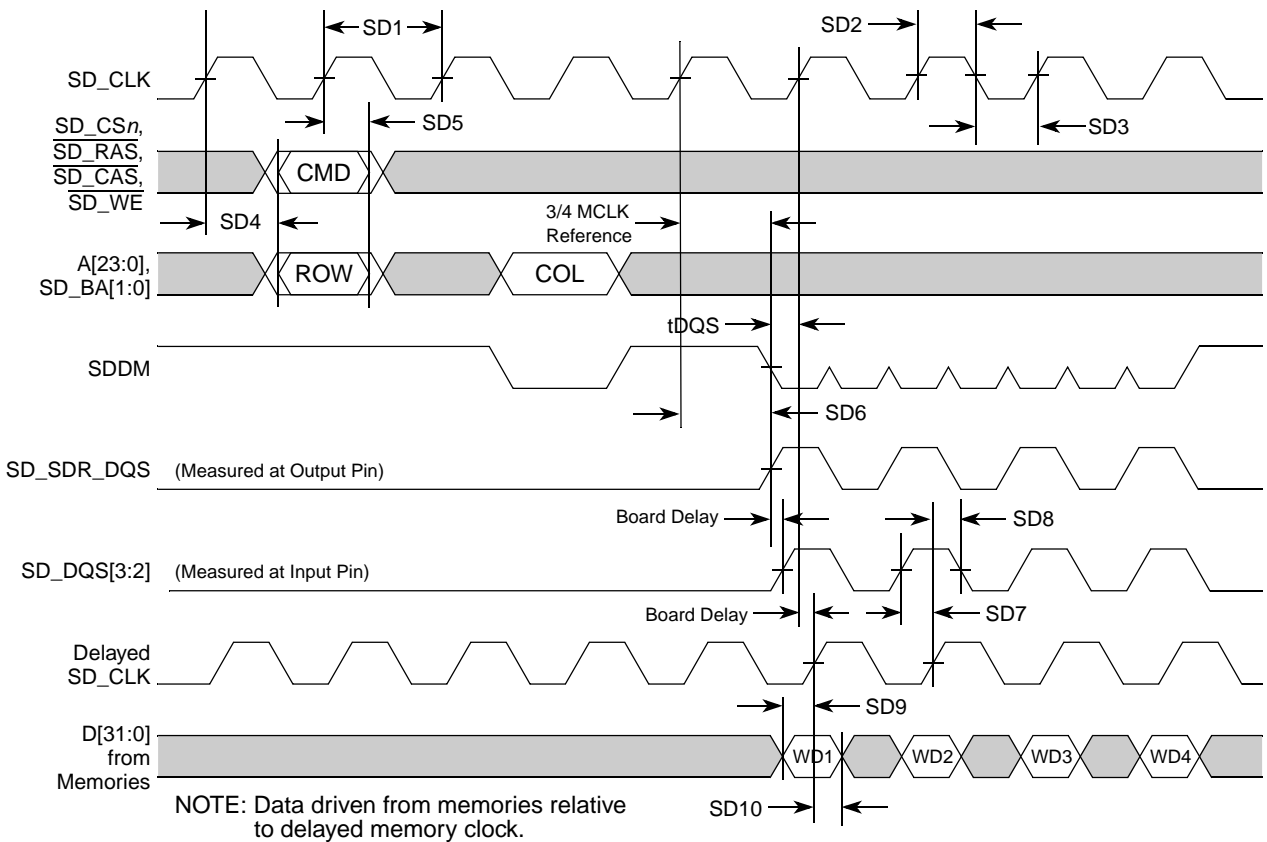 SD1
SD2
SD_CLK
SD_CSn,
SD_RAS,
SD_CAS,
SD_WE
SD5
SD3
CMD
SD4
3/4 MCLK
Reference
A[23:0],
SD_BA[1:0]
ROW
COL
tDQS
SDDM
SD6
SD_SDR_DQS
(Measured at Output Pin)
Board Delay
SD8
SD_DQS[3:2]
(Measured at Input Pin)
Board Delay
SD7
Delayed
SD_CLK
SD9
D[31:0]
from
Memories
WD1
WD2
WD3
WD4
NOTE: Data driven from memories relative
to delayed memory clock.
SD10